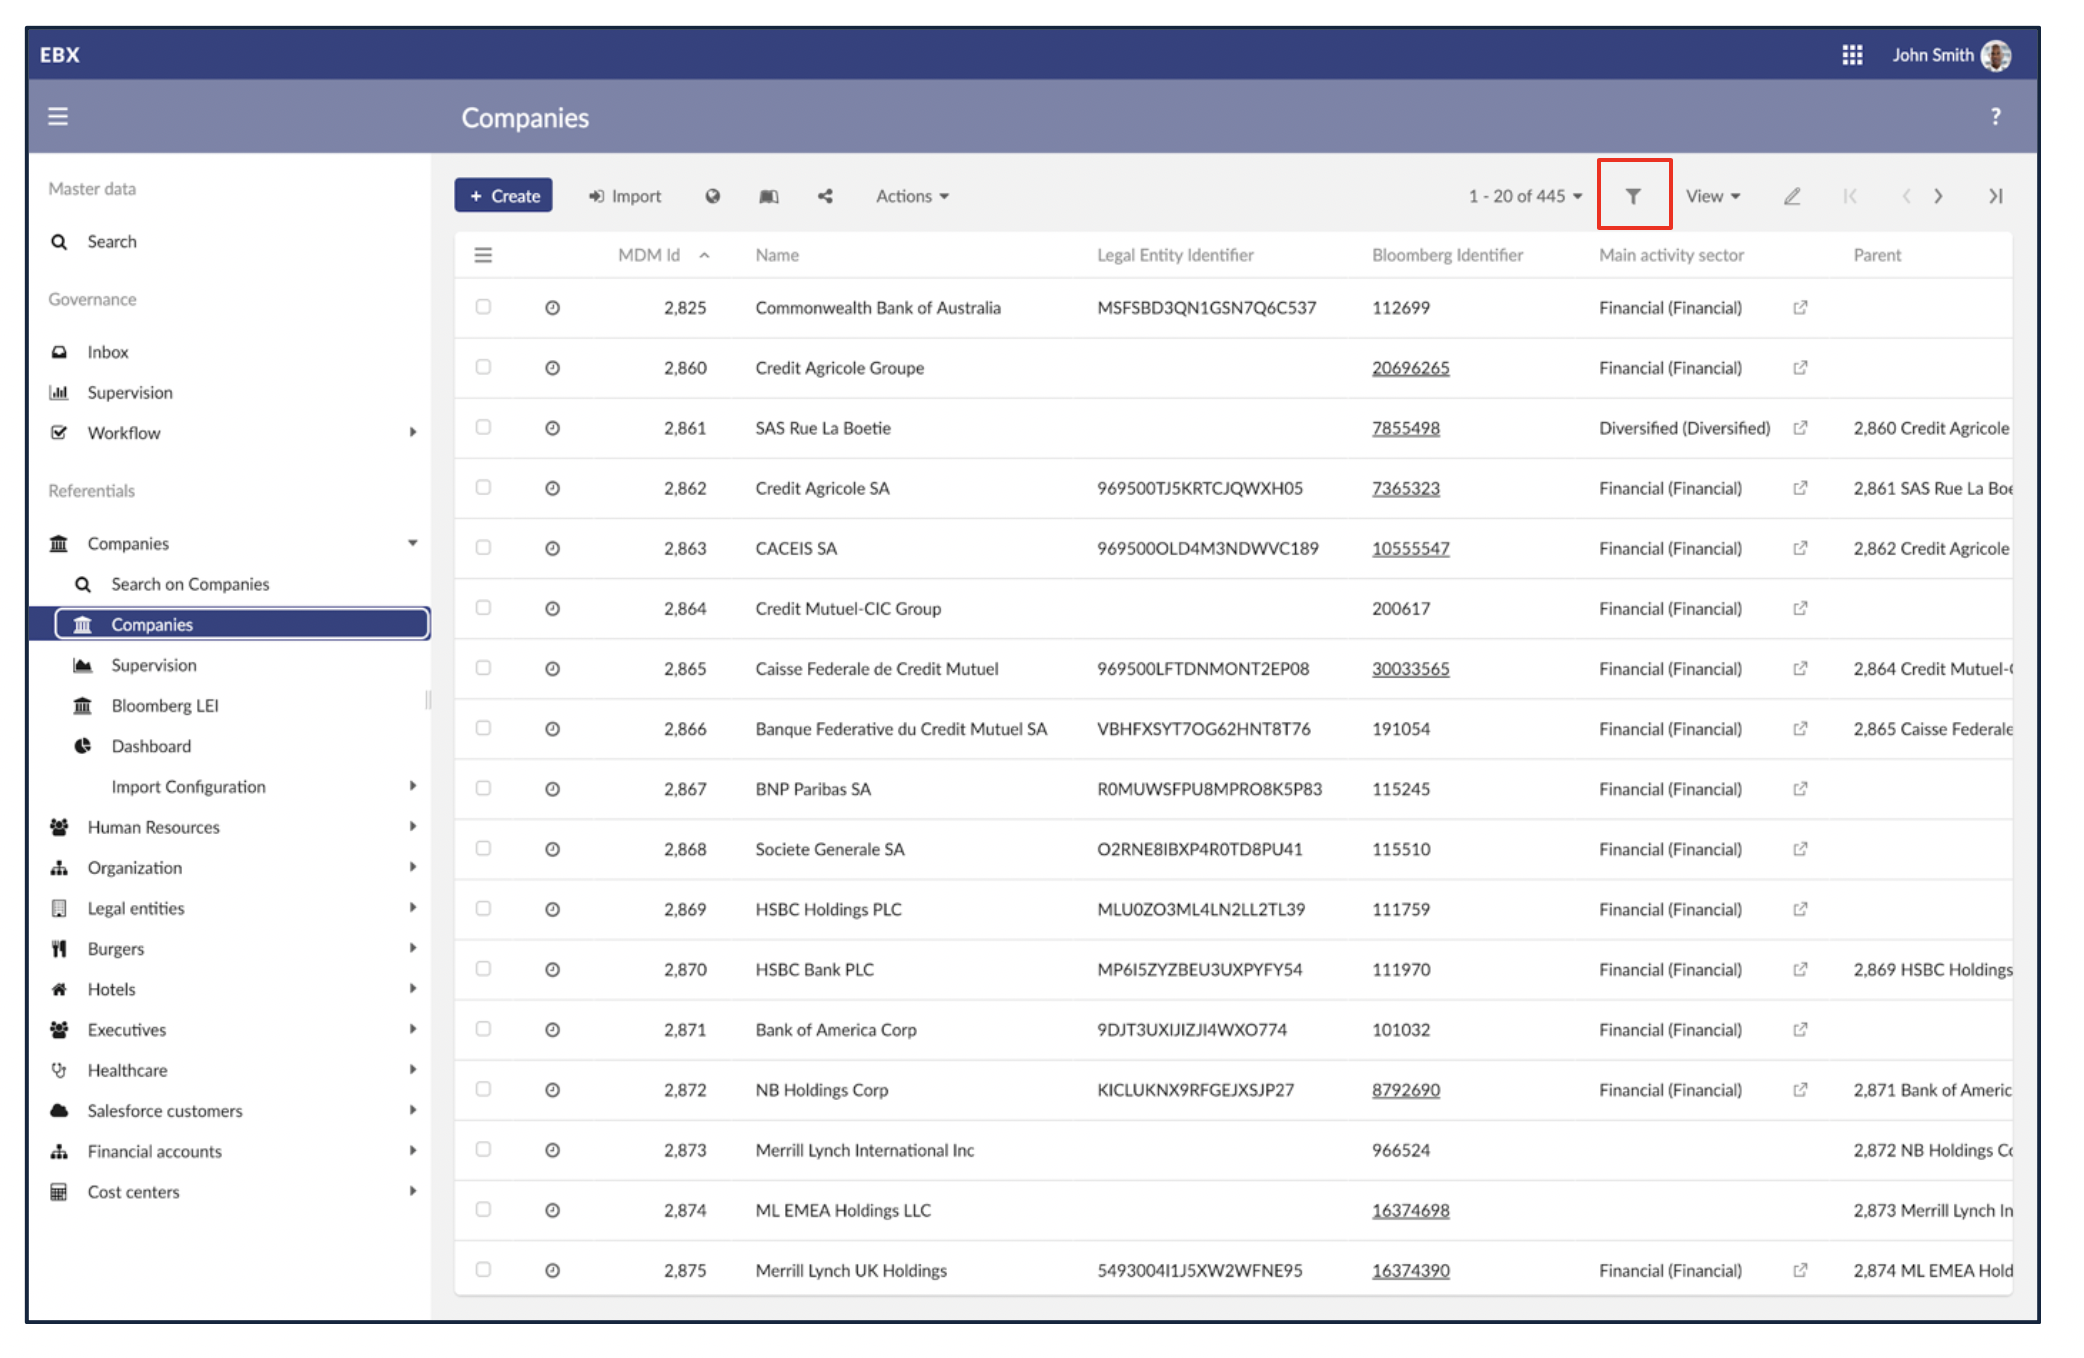 EBX
John Smith
Companies
?
Master data
Search
Governance
Inbox
Supervision
Workflow
Referentials
Companies
Search on Companies
Companies
Supervision
Bloomberg LEI
Dashboard
Import Configuration
Human Resources
Organization
Legal entities
Burgers
Hotels
Executives
Healthcare
Salesforce customers
Financial accounts
Cost centers
+ Create Import Actions 1 - 20 of 445 View
MDM Id Name Legal Entity Identifier Bloomberg Identifier Main activity sector Parent
2,825 Commonwealth Bank of Australia MSFSBD3QN1GSN7Q6C537 112699 Financial (Financial)
2,860 Credit Agricole Groupe 20696265 Financial (Financial)
2,861 SAS Rue La Boetie 7855498 Diversified (Diversified) 2,860 Credit Agricole
2,862 Credit Agricole SA 969500TJ5KRTCJQWXH05 7365323 Financial (Financial) 2,861 SAS Rue La Boe
2,863 CACEIS SA 969500OLD4M3NDWVC189 10555547 Financial (Financial) 2,862 Credit Agricole
2,864 Credit Mutuel-CIC Group 200617 Financial (Financial)
2,865 Caisse Federale de Credit Mutuel 969500LFTDNMONT2EP08 30033565 Financial (Financial) 2,864 Credit Mutuel-
2,866 Banque Federative du Credit Mutuel SA VBHFXSYT7OG62HNT8T76 191054 Financial (Financial) 2,865 Caisse Federale
2,867 BNP Paribas SA R0MUWSFPU8MPRO8K5P83 115245 Financial (Financial)
2,868 Societe Generale SA O2RNE8IBXP4R0TD8PU41 115510 Financial (Financial)
2,869 HSBC Holdings PLC MLU0ZO3ML4LN2LL2TL39 111759 Financial (Financial)
2,870 HSBC Bank PLC MP6I5ZYZBEU3UXPYFY54 111970 Financial (Financial) 2,869 HSBC Holdings
2,871 Bank of America Corp 9DJT3UXIJIZJI4WXO774 101032 Financial (Financial)
2,872 NB Holdings Corp KICLUKNX9RFGEJXSJP27 8792690 Financial (Financial) 2,871 Bank of Americ
2,873 Merrill Lynch International Inc 966524 2,872 NB Holdings Co
2,874 ML EMEA Holdings LLC 16374698 2,873 Merrill Lynch In
2,875 Merrill Lynch UK Holdings 5493004I1J5XW2WFNE95 16374390 Financial (Financial) 2,874 ML EMEA Hold